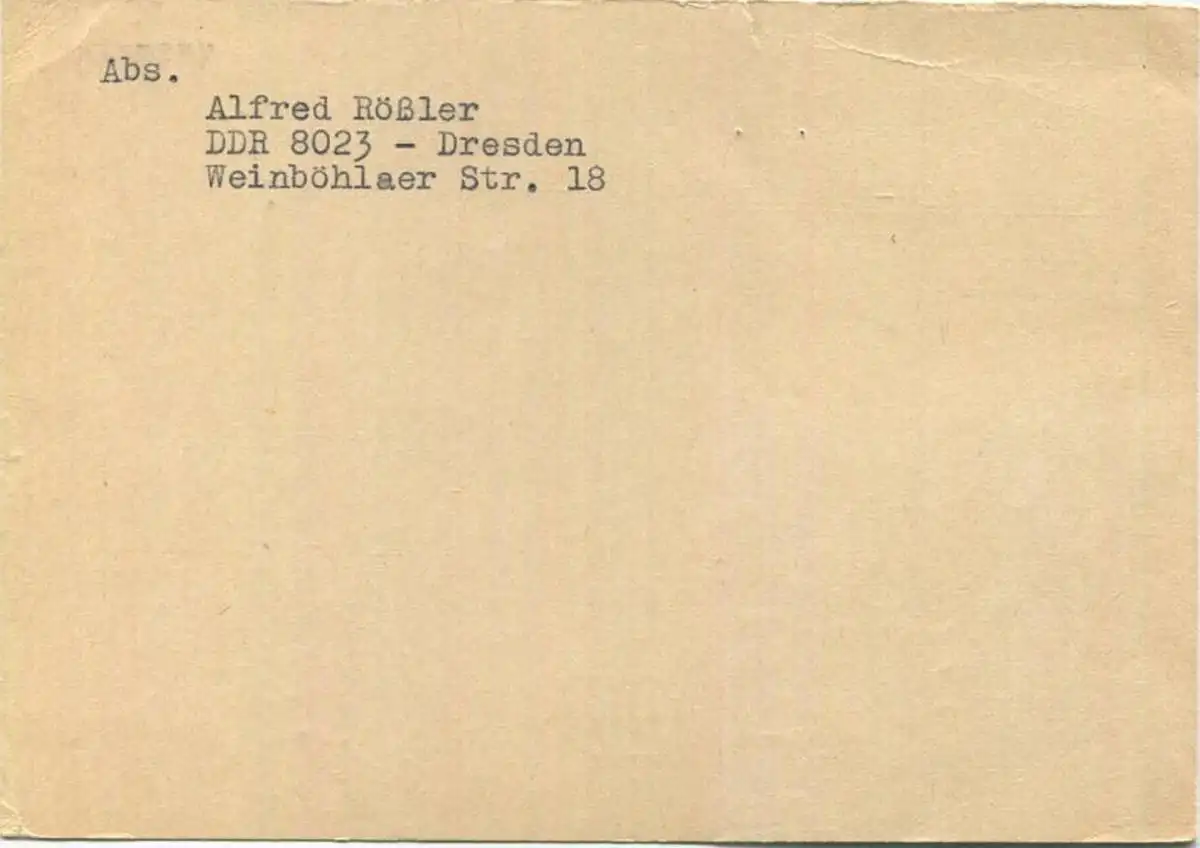 Abs.
Alfred Rößler
DDR 8023 - Dresden
Weinböhlaer Str. 18